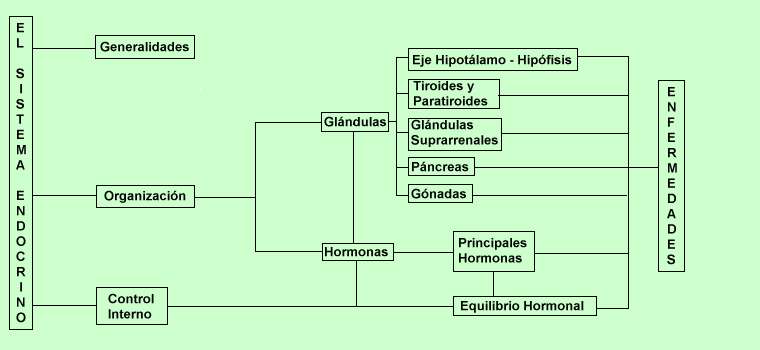 EL SISTEMA ENDOCRINO
Generalidades
Organización
Control
Interno
Glándulas
Hormonas
Eje Hipotálamo - Hipófisis
Tiroides y
Paratiroides
Glándulas
Suprarrenales
Páncreas
Gónadas
Principales
Hormonas
Equilibrio Hormonal
ENFERMEDADES